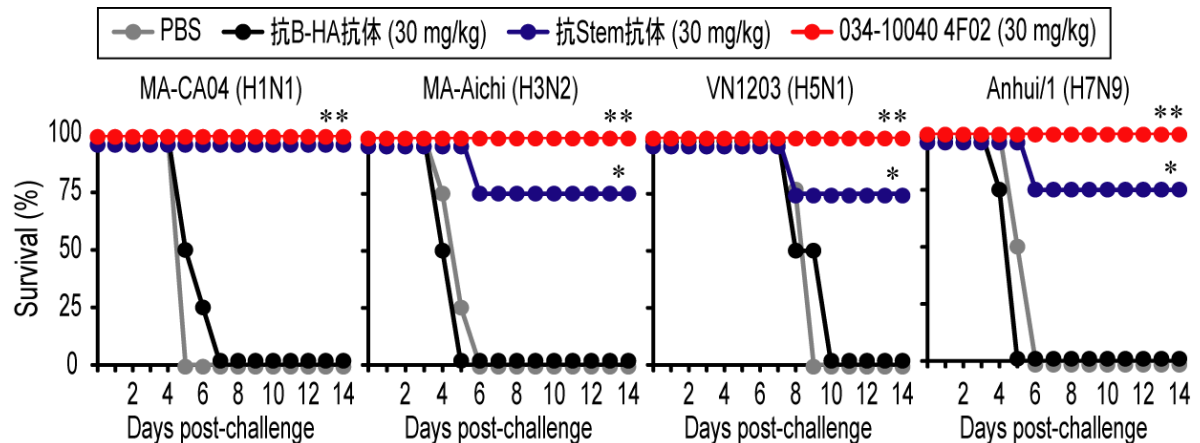 PBS 抗B-HA抗体 (30 mg/kg) 抗Stem抗体 (30 mg/kg) 034-10040 4F02 (30 mg/kg)
MA-CA04 (H1N1) MA-Aichi (H3N2) VN1203 (H5N1) Anhui/1 (H7N9)
** ** ** **
* * *
Survival (%)
100
75
50
25
0
2 4 6 8 10 12 14 2 4 6 8 10 12 14 2 4 6 8 10 12 14 2 4 6 8 10 12 14
Days post-challenge Days post-challenge Days post-challenge Days post-challenge